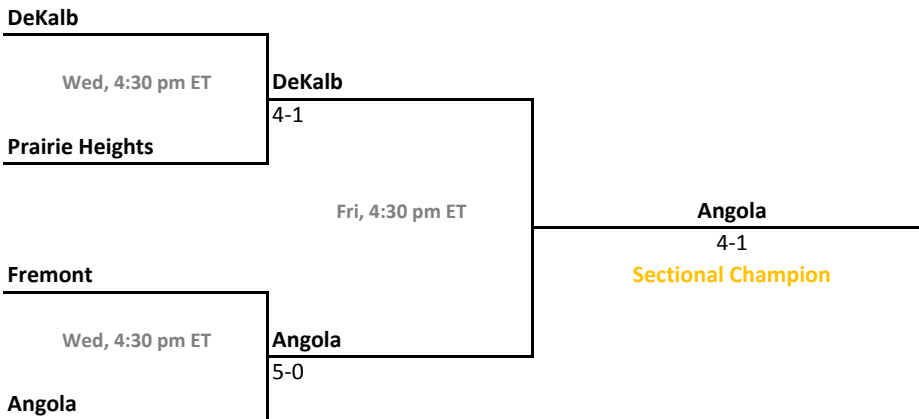 DeKalb
Wed, 4:30 pm ET
DeKalb
4-1
Prairie Heights
Fri, 4:30 pm ET
Angola
4-1
Fremont
Sectional Champion
Wed, 4:30 pm ET
Angola
5-0
Angola